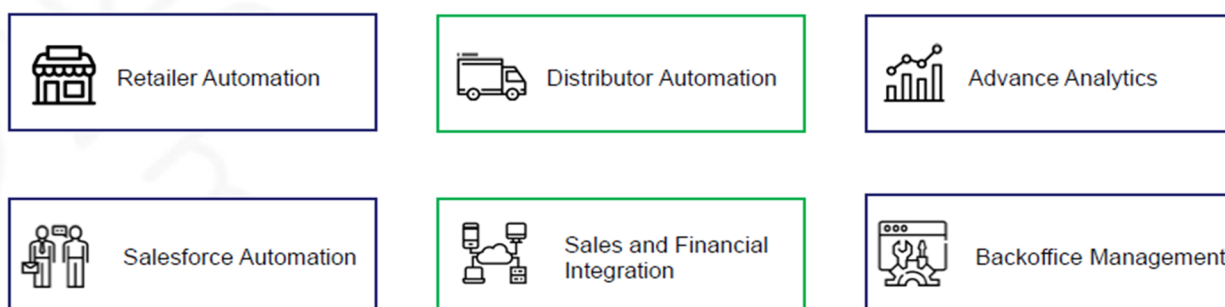 Retailer Automation
Distributor Automation
Advance Analytics
Salesforce Automation
Sales and Financial
Integration
Backoffice Management